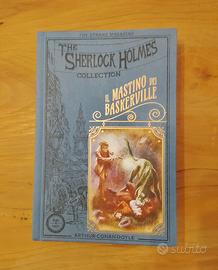 THE STRAND MAGAZINE
THE
SHERLOCK HOLMES
COLLECTION
IL MASTINO DEI
BASKERVILLE
ARTHUR CONAN DOYLE
subito